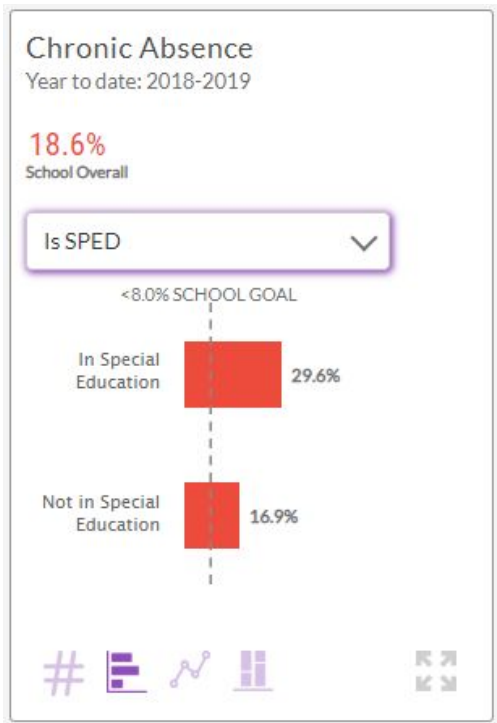 Chronic Absence
Year to date: 2018-2019
18.6%
School Overall
Is SPED
<8.0% SCHOOL GOAL
In Special
Education
29.6%
Not in Special
Education
16.9%